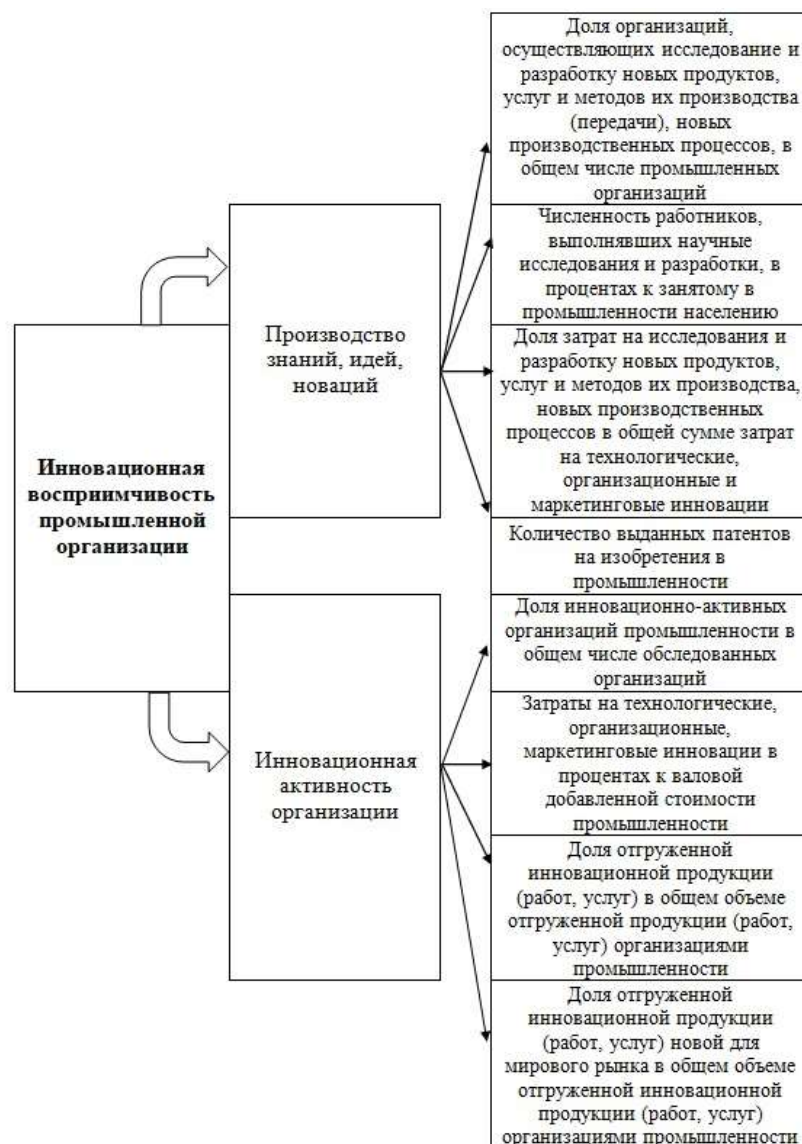 Инновационная
восприимчивость
промышленной
организации
Производство
знаний, идей,
новаций
Доля организаций,
осуществляющих исследование и
разработку новых продуктов,
услуг и методов их производства
(передачи), новых
производственных процессов, в
общем числе промышленных
организаций
Численность работников,
выполнявших научные
исследования и разработки, в
процентах к занятому в
промышленности населению
Доля затрат на исследования и
разработку новых продуктов,
услуг и методов их производства,
новых производственных
процессов в общей сумме затрат
на технологические,
организационные и
маркетинговые инновации
Количество выданных патентов
на изобретения в
промышленности
Инновационная
активность
организации
Доля инновационно-активных
организаций промышленности в
общем числе обследованных
организаций
Затраты на технологические,
организационные,
маркетинговые инновации в
процентах к валовой
добавленной стоимости
промышленности
Доля отгруженной
инновационной продукции
(работ, услуг) в общем объеме
отгруженной продукции (работ,
услуг) организациями
промышленности
Доля отгруженной
инновационной продукции
(работ, услуг) новой для
мирового рынка в общем объеме
отгруженной инновационной
продукции (работ, услуг)
организациями промышленности